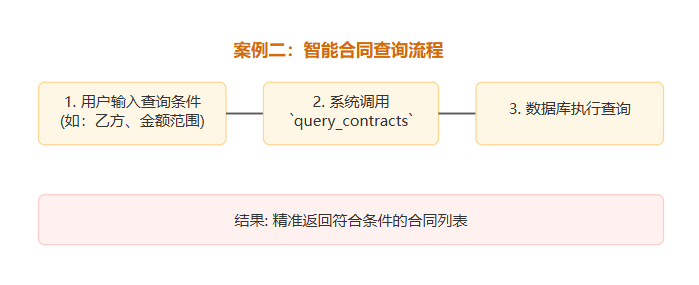 案例二：智能合同查询流程
1. 用户输入查询条件
(如：乙方、金额范围)
2. 系统调用
`query_contracts`
3. 数据库执行查询
结果: 精准返回符合条件的合同列表